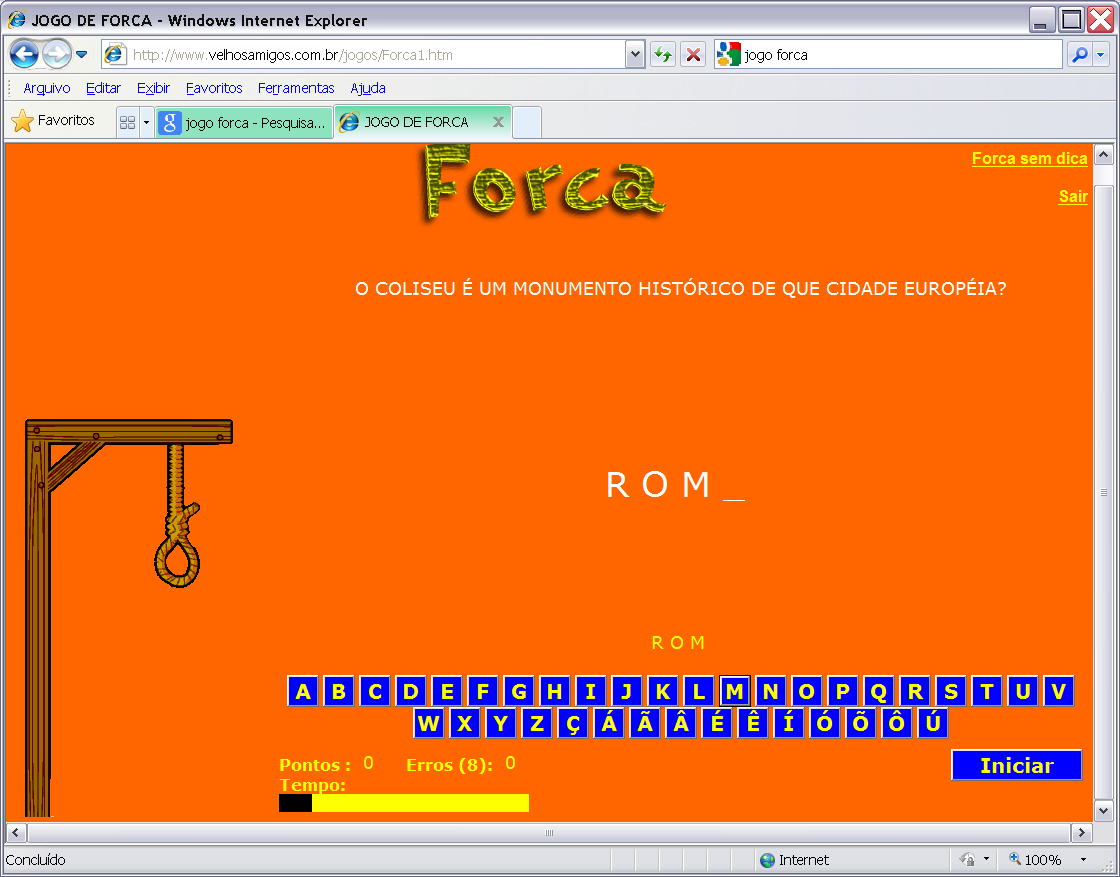 JOGO DE FORCA - Windows Internet Explorer
http://www.velhosamigos.com.br/jogos/Forca1.htm jogo forca
Arquivo Editar Exibir Favoritos Ferramentas Ajuda
Favoritos jogo forca - Pesquisa... JOGO DE FORCA
Forca
Forca sem dica
Sair
O COLISEU É UM MONUMENTO HISTÓRICO DE QUE CIDADE EUROPÉIA?
R O M _
R O M
A B C D E F G H I J K L M N O P Q R S T U V
W X Y Z Ç Á Ã Â É Ê Í Ó Õ Ô Ú
Pontos : 0 Erros (8): 0 Iniciar
Tempo:
Concluído Internet 100%